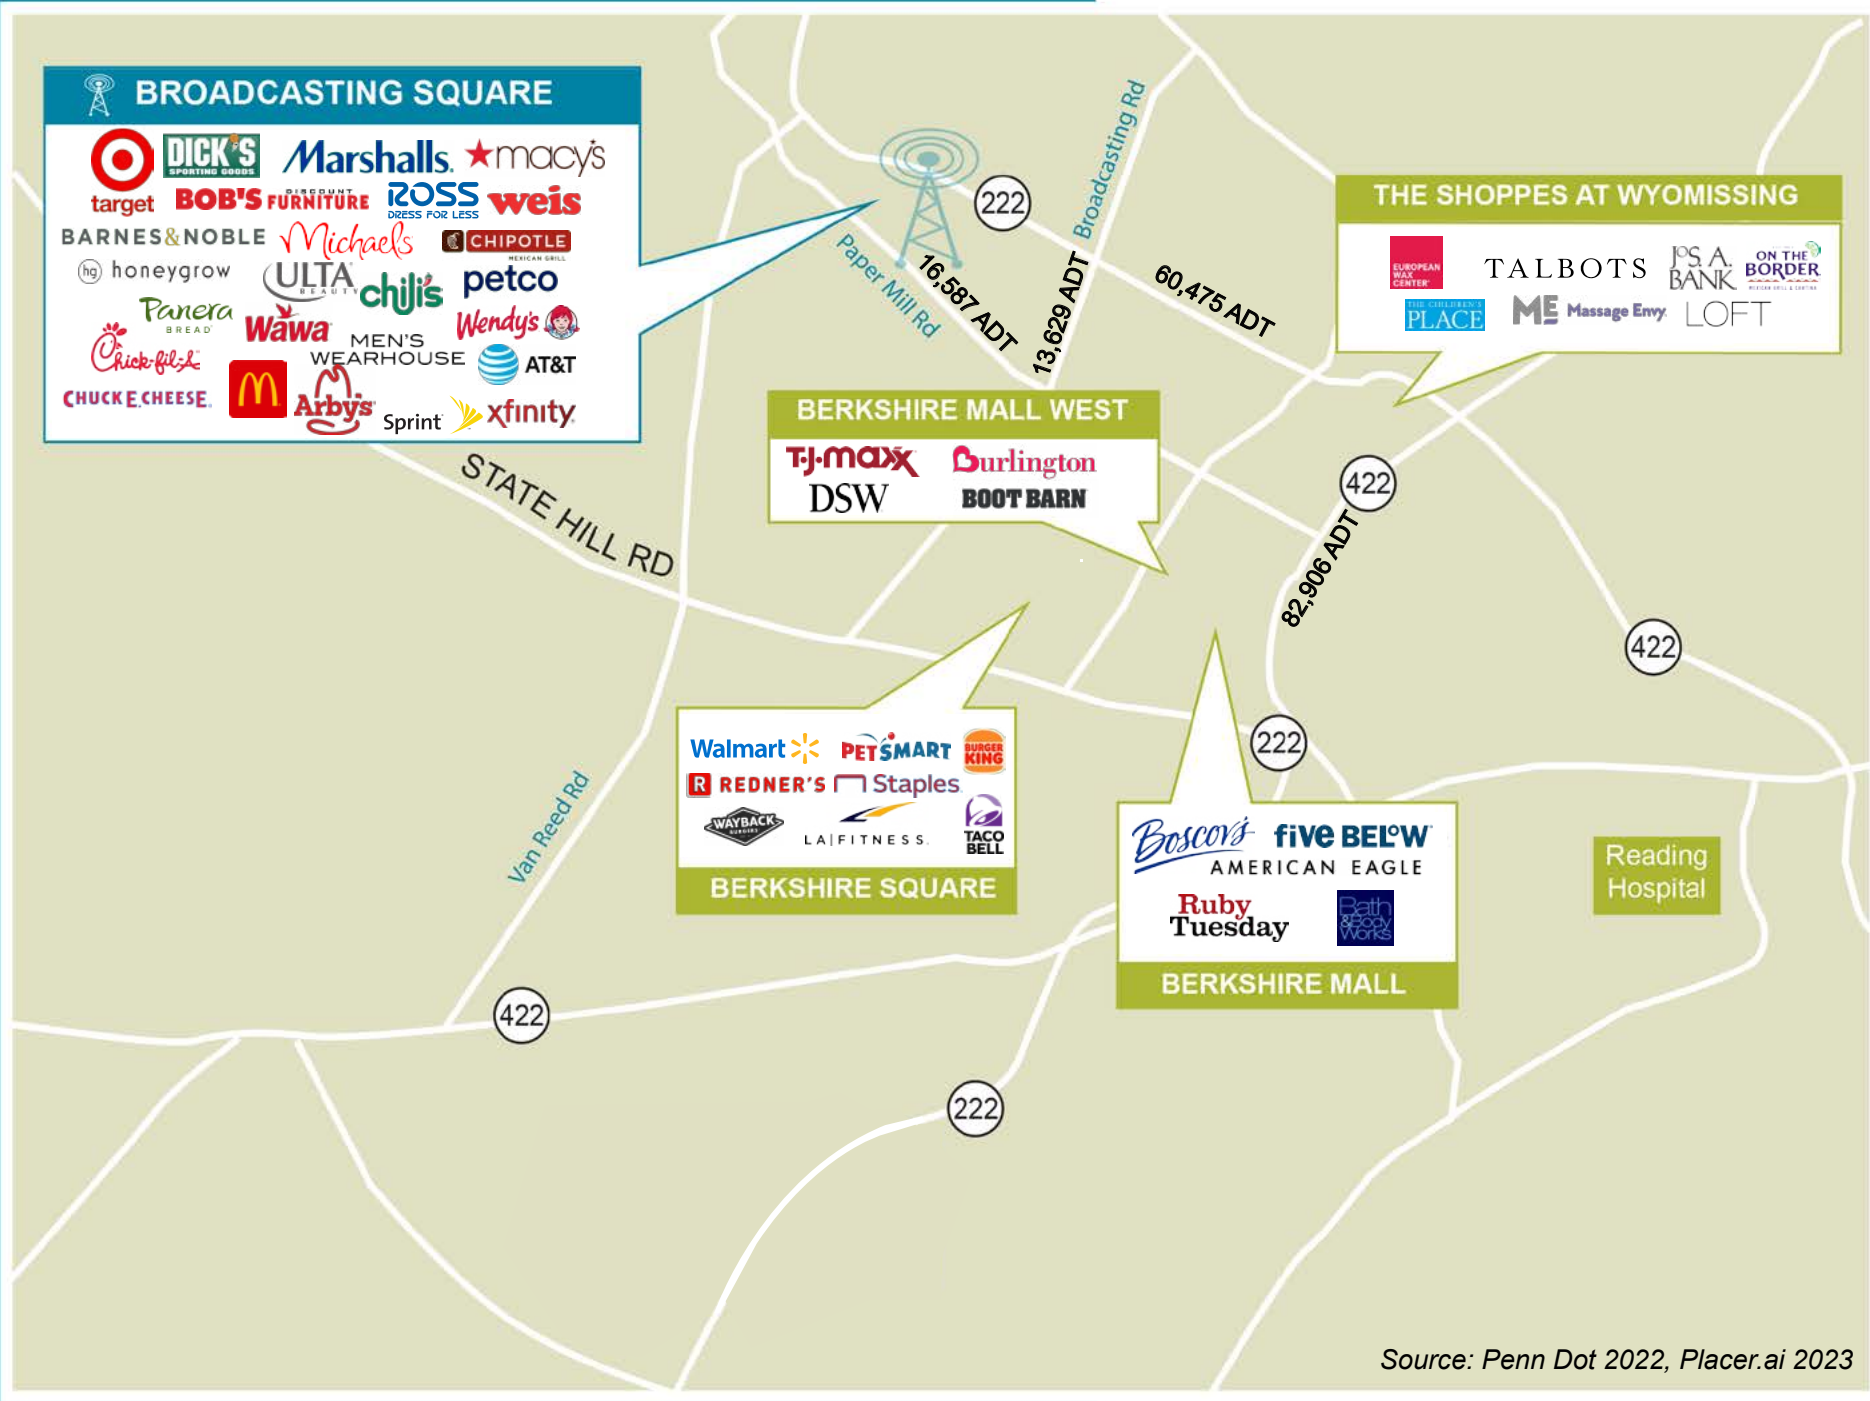 BROADCASTING SQUARE
target
DICK'S
SPORTING GOODS
Marshalls.
macy's
BOB'S DISCOUNT FURNITURE
ROSS
DRESS FOR LESS
weis
BARNES&NOBLE
Michaels
CHIPOTLE
MEXICAN GRILL
hg honeygrow
ULTA
BEAUTY
chili's
petco
Panera
BREAD
Wawa
MEN'S
WEARHOUSE
Wendy's
Chick-fil-A
AT&T
CHUCK E. CHEESE.
M
Arby's
Sprint
xfinity
222
Broadcasting Rd
Paper Mill Rd
16,587 ADT
13,629 ADT
60,475 ADT
THE SHOPPES AT WYOMISSING
EUROPEAN
WAX
CENTER
TALBOTS
JoS. A.
BANK
ON THE
BORDER
MEXICAN GRILL & CANTINA
THE CHILDREN'S
PLACE
ME Massage Envy
LOFT
BERKSHIRE MALL WEST
T.J.maxx
Burlington
DSW
BOOT BARN
STATE HILL RD
422
82,906 ADT
422
222
Walmart
PETSMART
BURGER
KING
R REDNER'S
Staples
WAYBACK
BURGERS
LA|FITNESS.
TACO
BELL
BERKSHIRE SQUARE
Van Reed Rd
Boscov's
five BELOW
AMERICAN EAGLE
Ruby
Tuesday
Bath
&Body
Works
BERKSHIRE MALL
Reading
Hospital
422
222
Source: Penn Dot 2022, Placer.ai 2023